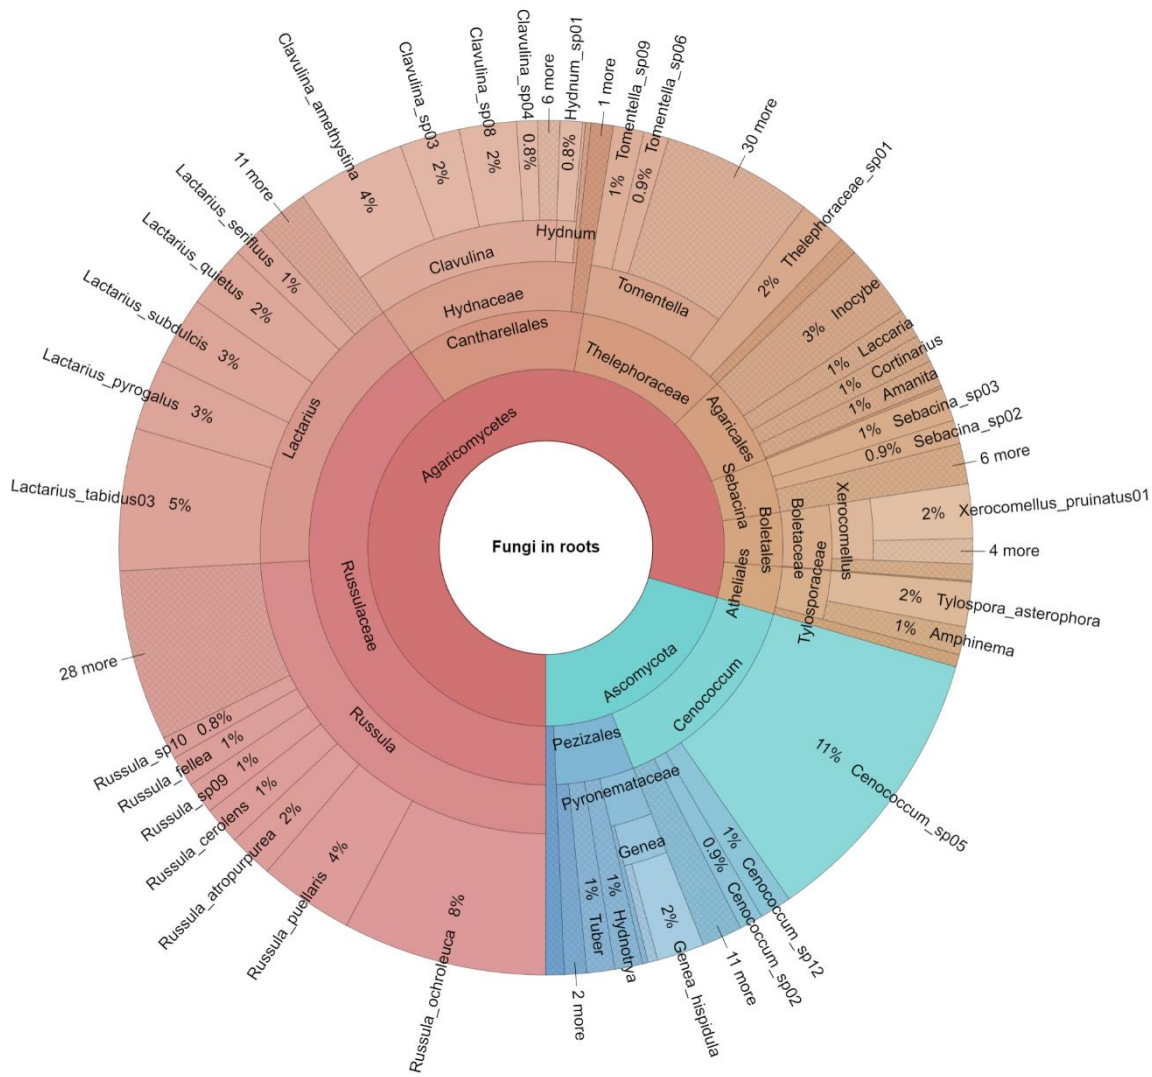 Fungi in roots
Agaricomycetes
Ascomycota
Cantharellales
Hydnaceae
Clavulina
Hydnum
Clavulina_amethystina 4%
Clavulina_sp03 2%
Clavulina_sp08 2%
Clavulina_sp04 0.8%
6 more
Hydnum_sp01 0.8%
1 more
Thelephoraceae
Tomentella
1% Tomentella_sp09
0.9% Tomentella_sp06
30 more
2% Thelephoraceae_sp01
Agaricales
3% Inocybe
1% Laccaria
1% Cortinarius
1% Amanita
Sebacina
1% Sebacina_sp03
0.9% Sebacina_sp02
6 more
Boletales
Boletaceae
Xerocomellus
2% Xerocomellus_pruinatus01
4 more
Atheliales
Tylosporaceae
2% Tylospora_asterophora
1% Amphinema
Cenococcum
11% Cenococcum_sp05
1% Cenococcum_sp12
0.9% Cenococcum_sp02
11 more
Pezizales
Pyronemataceae
Genea
2% Genea_hispidula
1% Hydnotrya
1% Tuber
2 more
Russulaceae
Russula
Russula_ochroleuca 8%
Russula_puellaris 4%
Russula_atropurpurea 2%
Russula_cerolens 1%
Russula_sp09 1%
Russula_fellea 1%
Russula_sp10 0.8%
28 more
Lactarius
Lactarius_tabidus03 5%
Lactarius_pyrogalus 3%
Lactarius_subdulcis 3%
Lactarius_quietus 2%
Lactarius_serifluus 1%
11 more